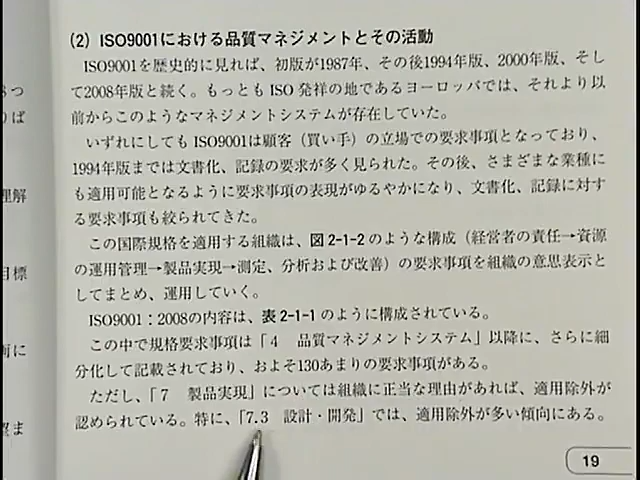 (2) ISO9001における品質マネジメントとその活動
ISO9001を歴史的に見れば、初版が1987年、その後1994年版、2000年版、そし
て2008年版と続く。もっとも ISO 発祥の地であるヨーロッパでは、それより以
前からこのようなマネジメントシステムが存在していた。
いずれにしても ISO9001は顧客（買い手）の立場での要求事項となっており、
1994年版までは文書化、記録の要求が多く見られた。その後、さまざまな業種に
も適用可能となるように要求事項の表現がゆるやかになり、文書化、記録に対す
る要求事項も絞られてきた。
この国際規格を適用する組織は、図2-1-2のような構成（経営者の責任→資源
の運用管理→製品実現→測定、分析および改善）の要求事項を組織の意思表示と
してまとめ、運用していく。
ISO9001：2008の内容は、表2-1-1のように構成されている。
この中で規格要求事項は「4　品質マネジメントシステム」以降に、さらに細
分化して記載されており、およそ130あまりの要求事項がある。
ただし、「7　製品実現」については組織に正当な理由があれば、適用除外が
認められている。特に、「7.3　設計・開発」では、適用除外が多い傾向にある。
19
つ
りば
理解
目標
に
ま